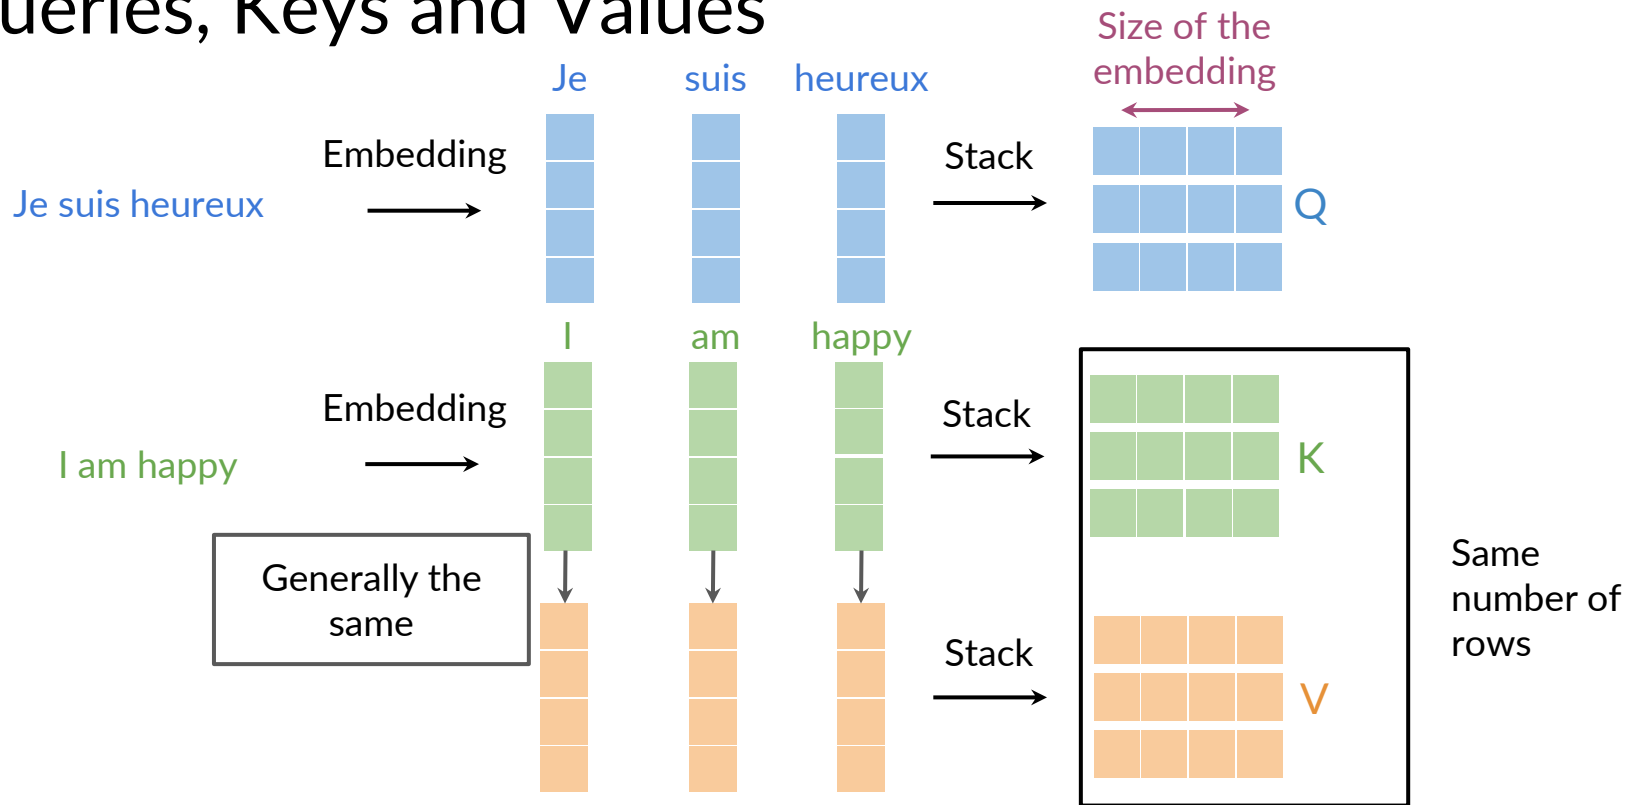 ueries, Keys and Values
Size of the
embedding
Je suis heureux
Embedding
Stack
Je suis heureux
Q
I am happy
Embedding
Stack
I am happy
K
Generally the
same
Same
number of
rows
Stack
V